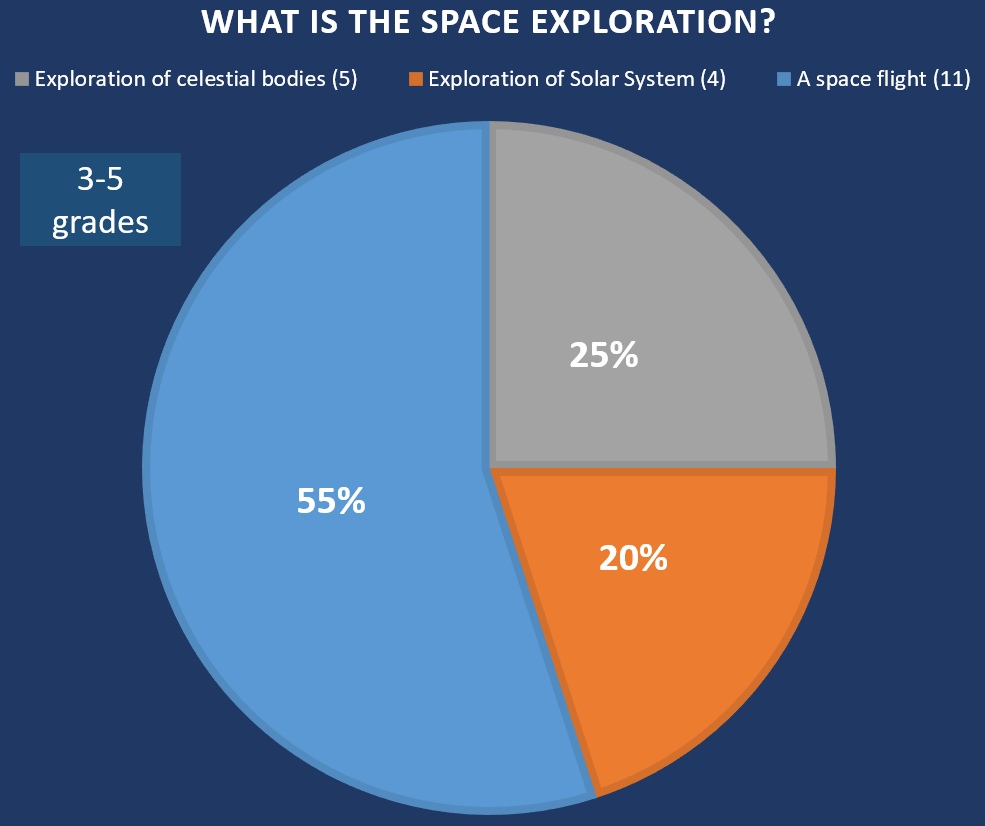 WHAT IS THE SPACE EXPLORATION?
Exploration of celestial bodies (5)
Exploration of Solar System (4)
A space flight (11)
3-5
grades
25%
55%
20%